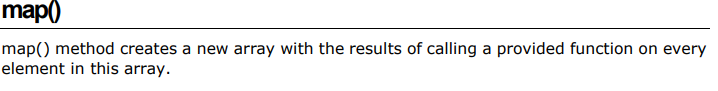 map()
map() method creates a new array with the results of calling a provided function on every
element in this array.